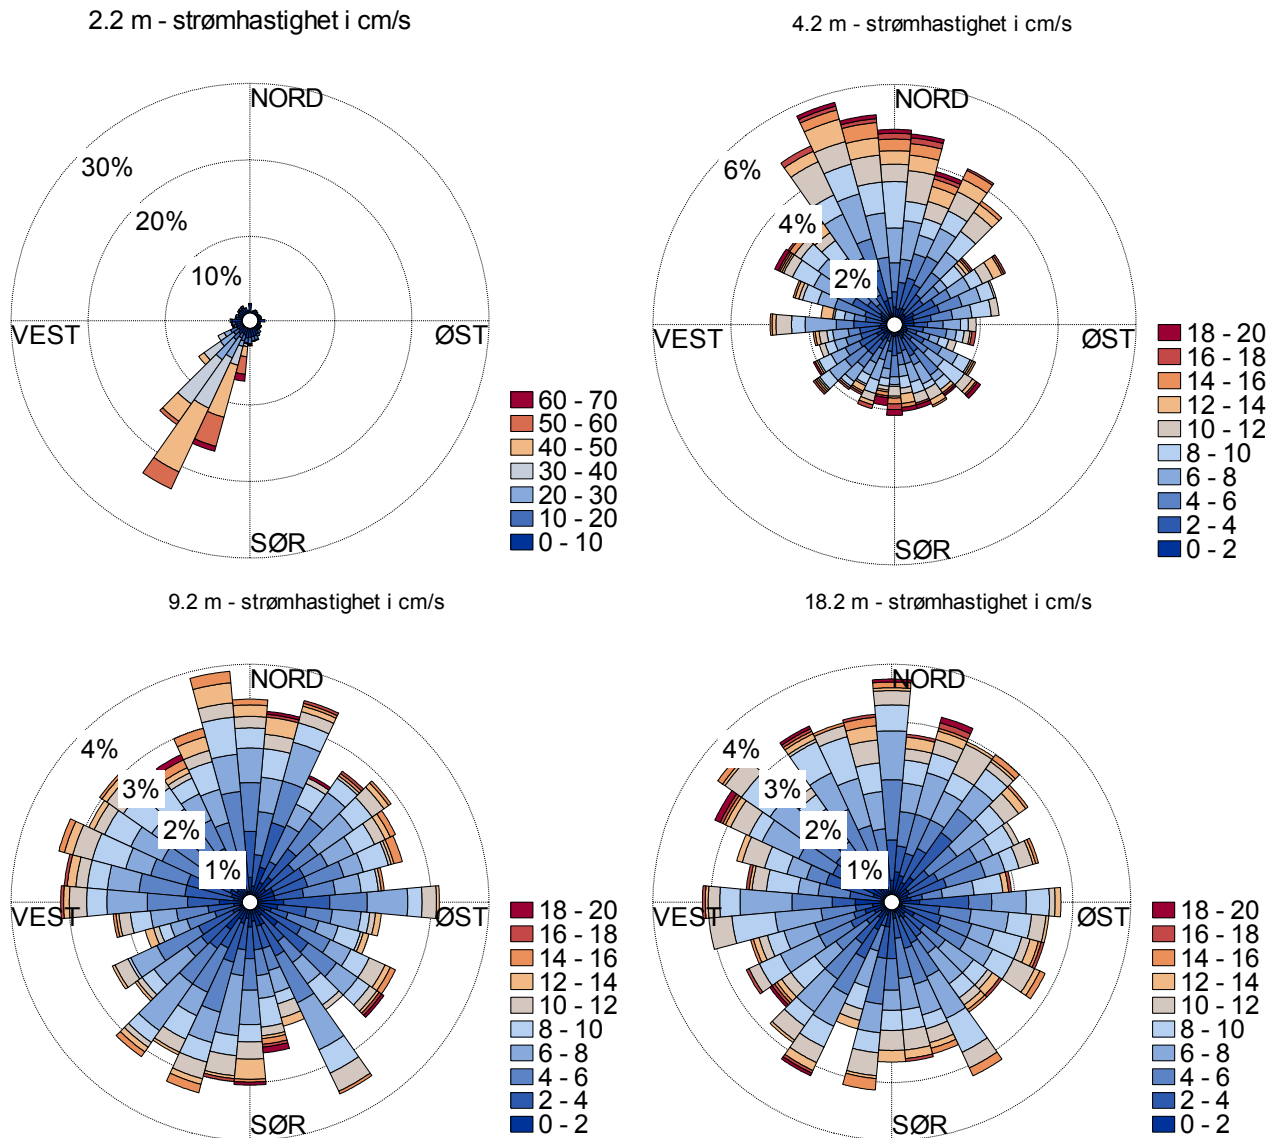 2.2 m - strømhastighet i cm/s
NORD
30%
20%
10%
VEST
ØST
SØR
60 - 70
50 - 60
40 - 50
30 - 40
20 - 30
10 - 20
0 - 10
4.2 m - strømhastighet i cm/s
NORD
6%
4%
2%
VEST
ØST
SØR
18 - 20
16 - 18
14 - 16
12 - 14
10 - 12
8 - 10
6 - 8
4 - 6
2 - 4
0 - 2
9.2 m - strømhastighet i cm/s
NORD
4%
3%
2%
1%
VEST
ØST
SØR
18 - 20
16 - 18
14 - 16
12 - 14
10 - 12
8 - 10
6 - 8
4 - 6
2 - 4
0 - 2
18.2 m - strømhastighet i cm/s
NORD
4%
3%
2%
1%
VEST
ØST
SØR
18 - 20
16 - 18
14 - 16
12 - 14
10 - 12
8 - 10
6 - 8
4 - 6
2 - 4
0 - 2